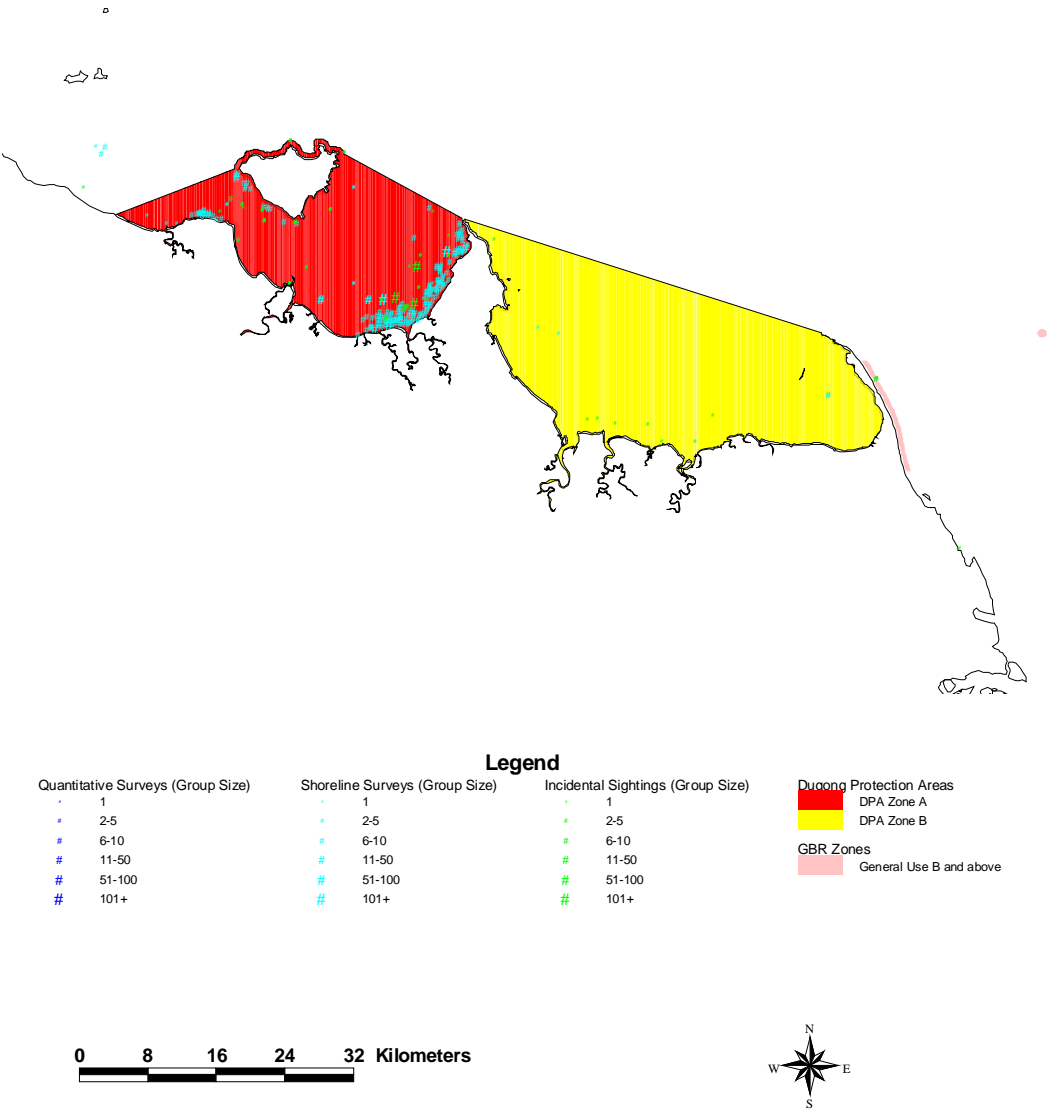 Legend
Quantitative Surveys (Group Size)
# 1
# 2-5
# 6-10
# 11-50
# 51-100
# 101+
Shoreline Surveys (Group Size)
# 1
# 2-5
# 6-10
# 11-50
# 51-100
# 101+
Incidental Sightings (Group Size)
# 1
# 2-5
# 6-10
# 11-50
# 51-100
# 101+
Dugong Protection Areas
DPA Zone A
DPA Zone B
GBR Zones
General Use B and above
0 8 16 24 32 Kilometers
N
W E
S